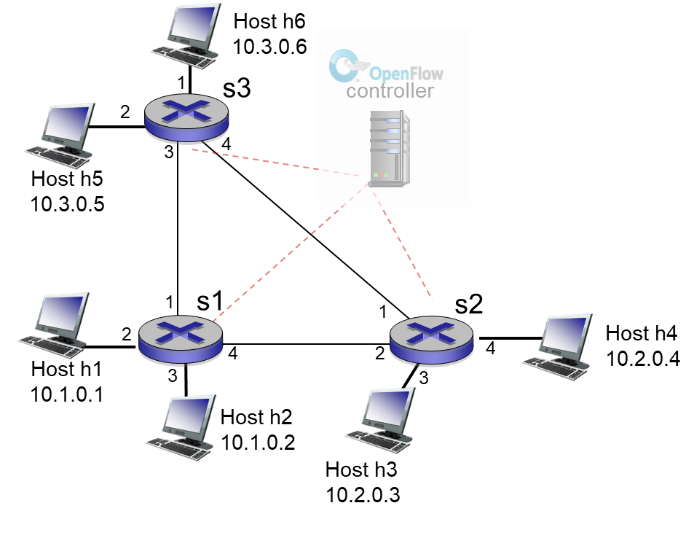 Host h6
10.3.0.6
OpenFlow
controller
1
s3
2
3
4
Host h5
10.3.0.5
1
s1
2
3
4
Host h1
10.1.0.1
Host h2
10.1.0.2
1
s2
2
3
4
Host h4
10.2.0.4
Host h3
10.2.0.3